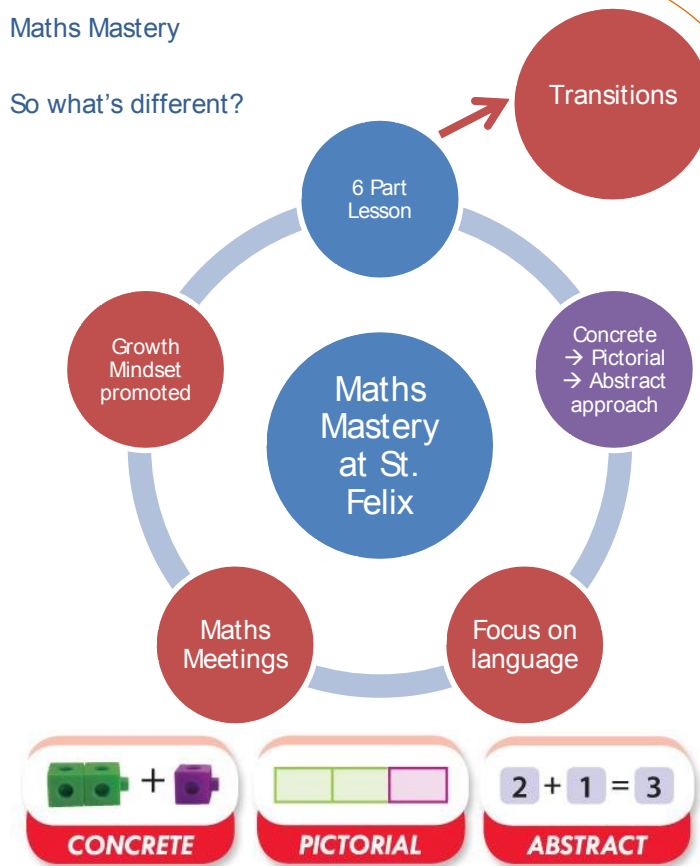 Maths Mastery
So what's different?
Transitions
6 Part
Lesson
Concrete
→ Pictorial
→ Abstract
approach
Growth
Mindset
promoted
Maths
Mastery
at St.
Felix
Maths
Meetings
Focus on
language
+
2 + 1 = 3
CONCRETE
PICTORIAL
ABSTRACT